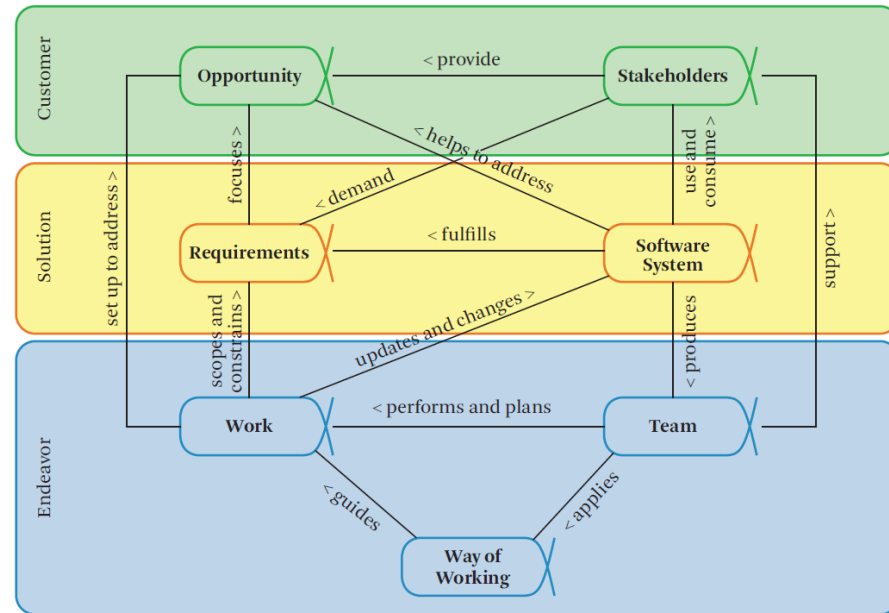 Customer
Opportunity
< provide
Stakeholders
focuses >
< helps to address
use and
consume >
set up to address >
< demand
support >
Solution
Requirements
< fulfills
Software
System
scopes and
constrains >
updates and changes >
< produces
Endeavor
Work
< performs and plans
Team
< guides
< applies
Way of
Working